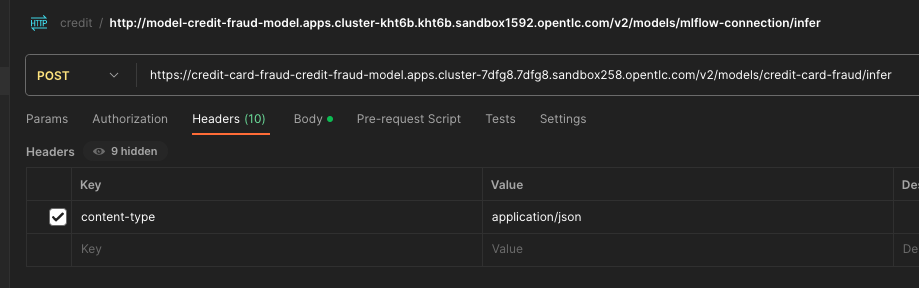 HTTP credit / http://model-credit-fraud-model.apps.cluster-kht6b.kht6b.sandbox1592.opentlc.com/v2/models/mlflow-connection/infer
POST https://credit-card-fraud-credit-fraud-model.apps.cluster-7dfg8.7dfg8.sandbox258.opentlc.com/v2/models/credit-card-fraud/infer
Params Authorization Headers (10) Body Pre-request Script Tests Settings
Headers 9 hidden
Key Value Des
content-type application/json
Key Value De